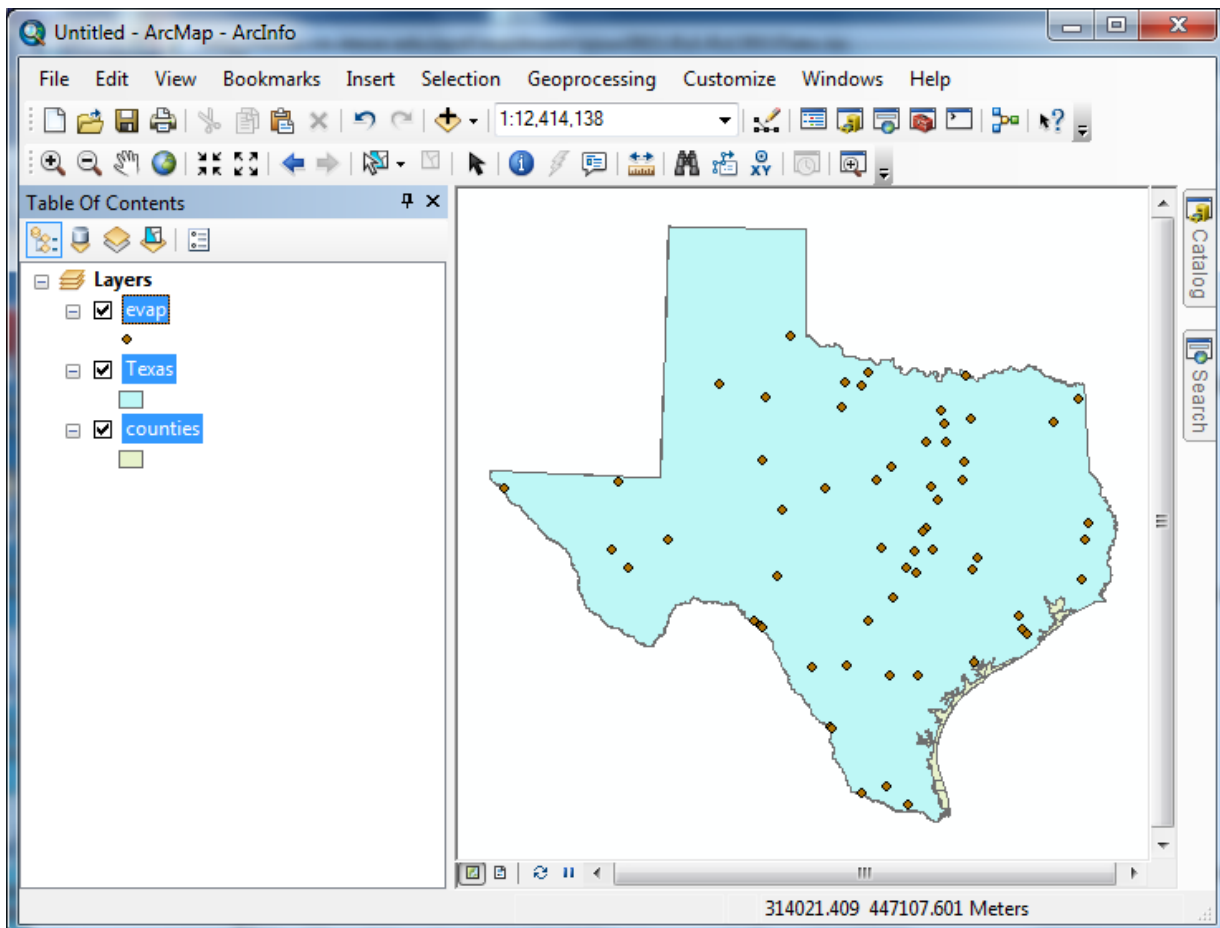 Untitled - ArcMap - ArcInfo
File Edit View Bookmarks Insert Selection Geoprocessing Customize Windows Help
1:12,414,138
XY
Table Of Contents
Layers
evap
Texas
counties
Catalog
Search
314021.409 447107.601 Meters